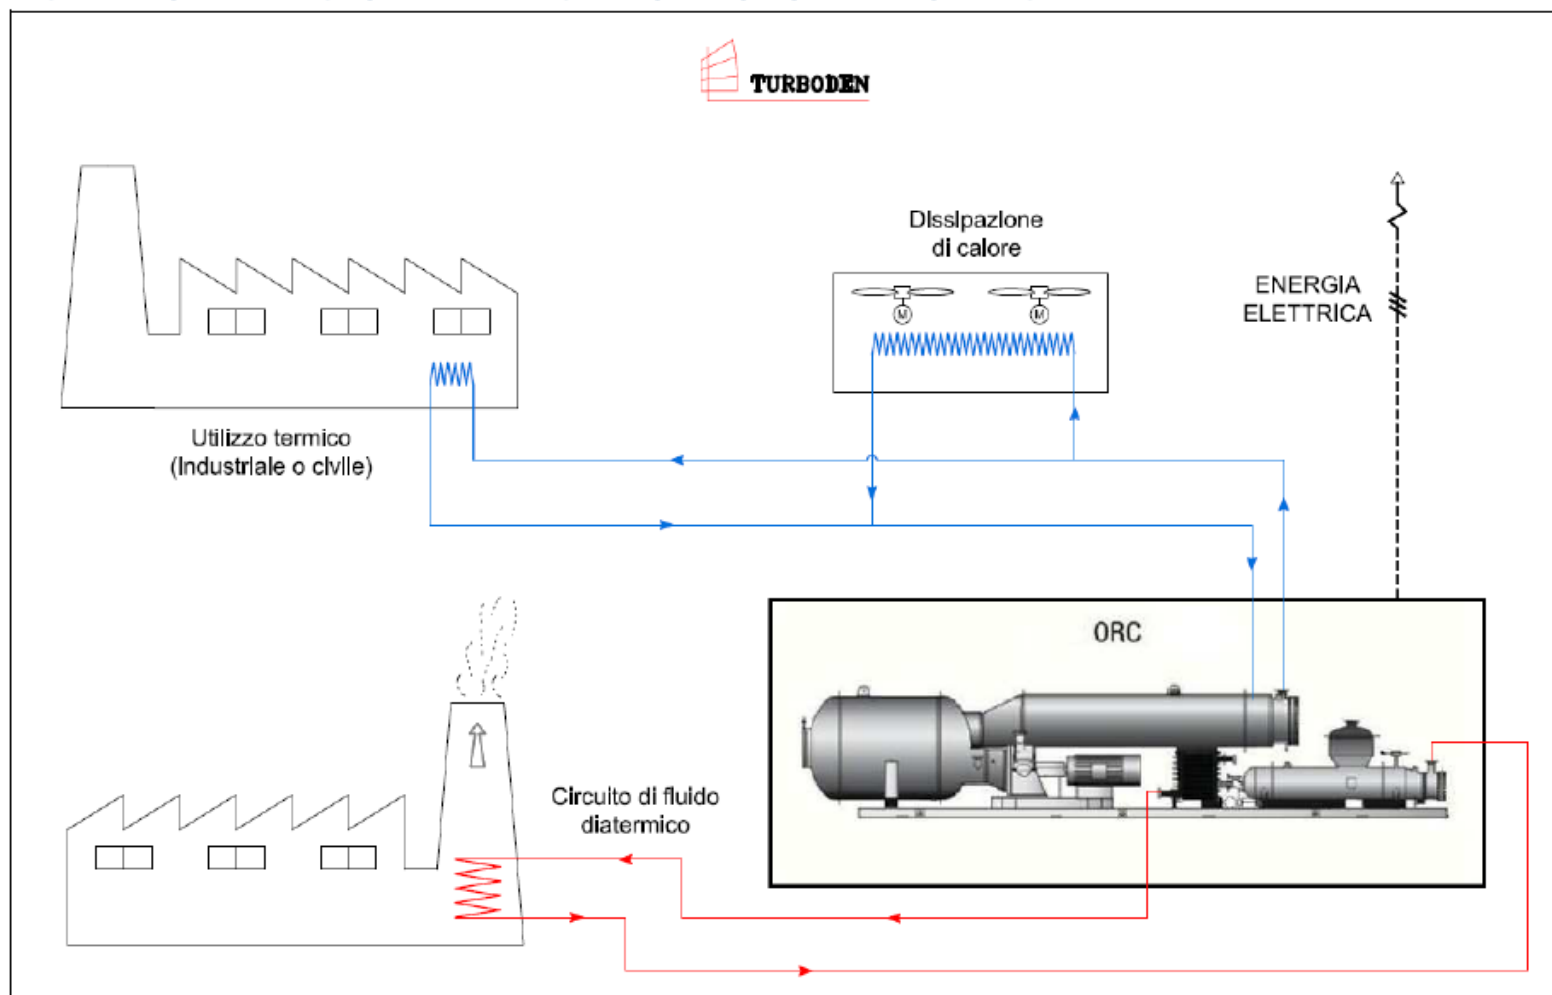 TURBODEN
Dissipazione
di calore
ENERGIA
ELETTRICA
M
M
Utilizzo termico
(industriale o civile)
ORC
Circuito di fluido
diatermico